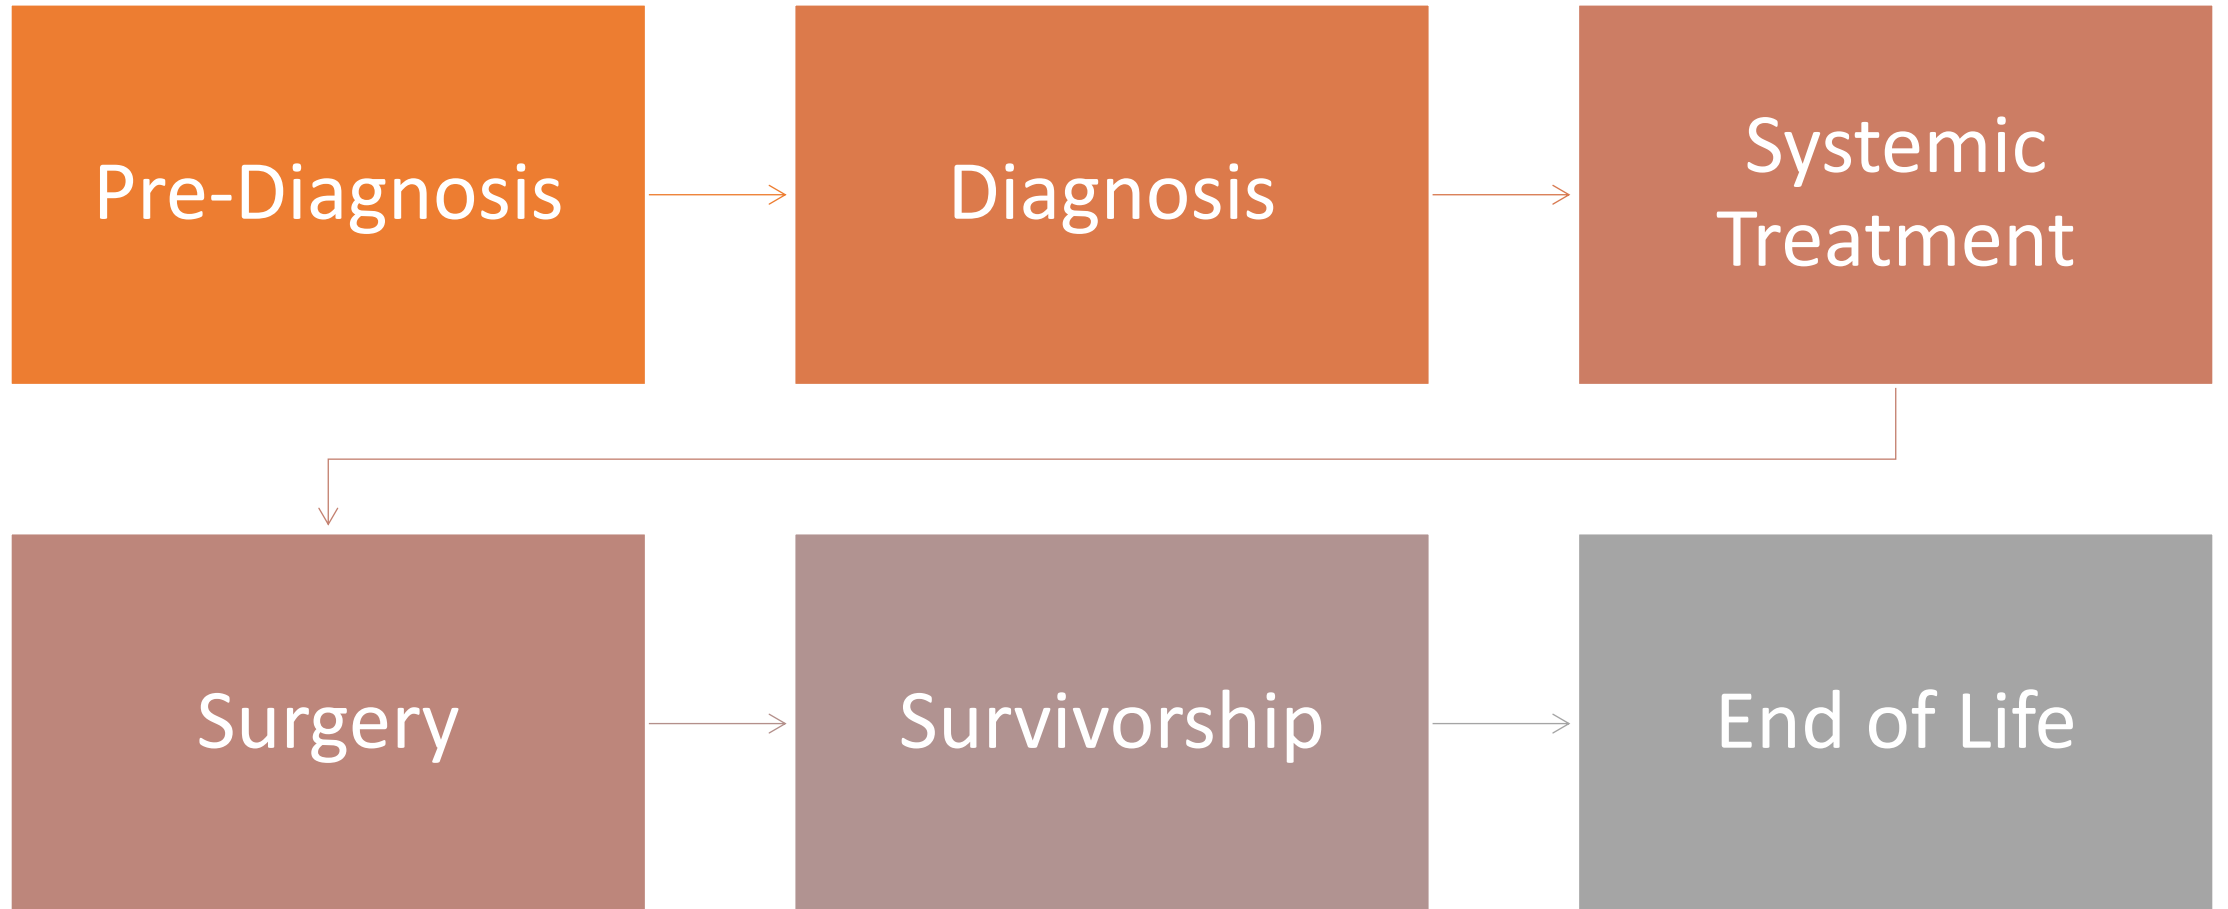 Pre-Diagnosis
Diagnosis
Systemic
Treatment
Surgery
Survivorship
End of Life